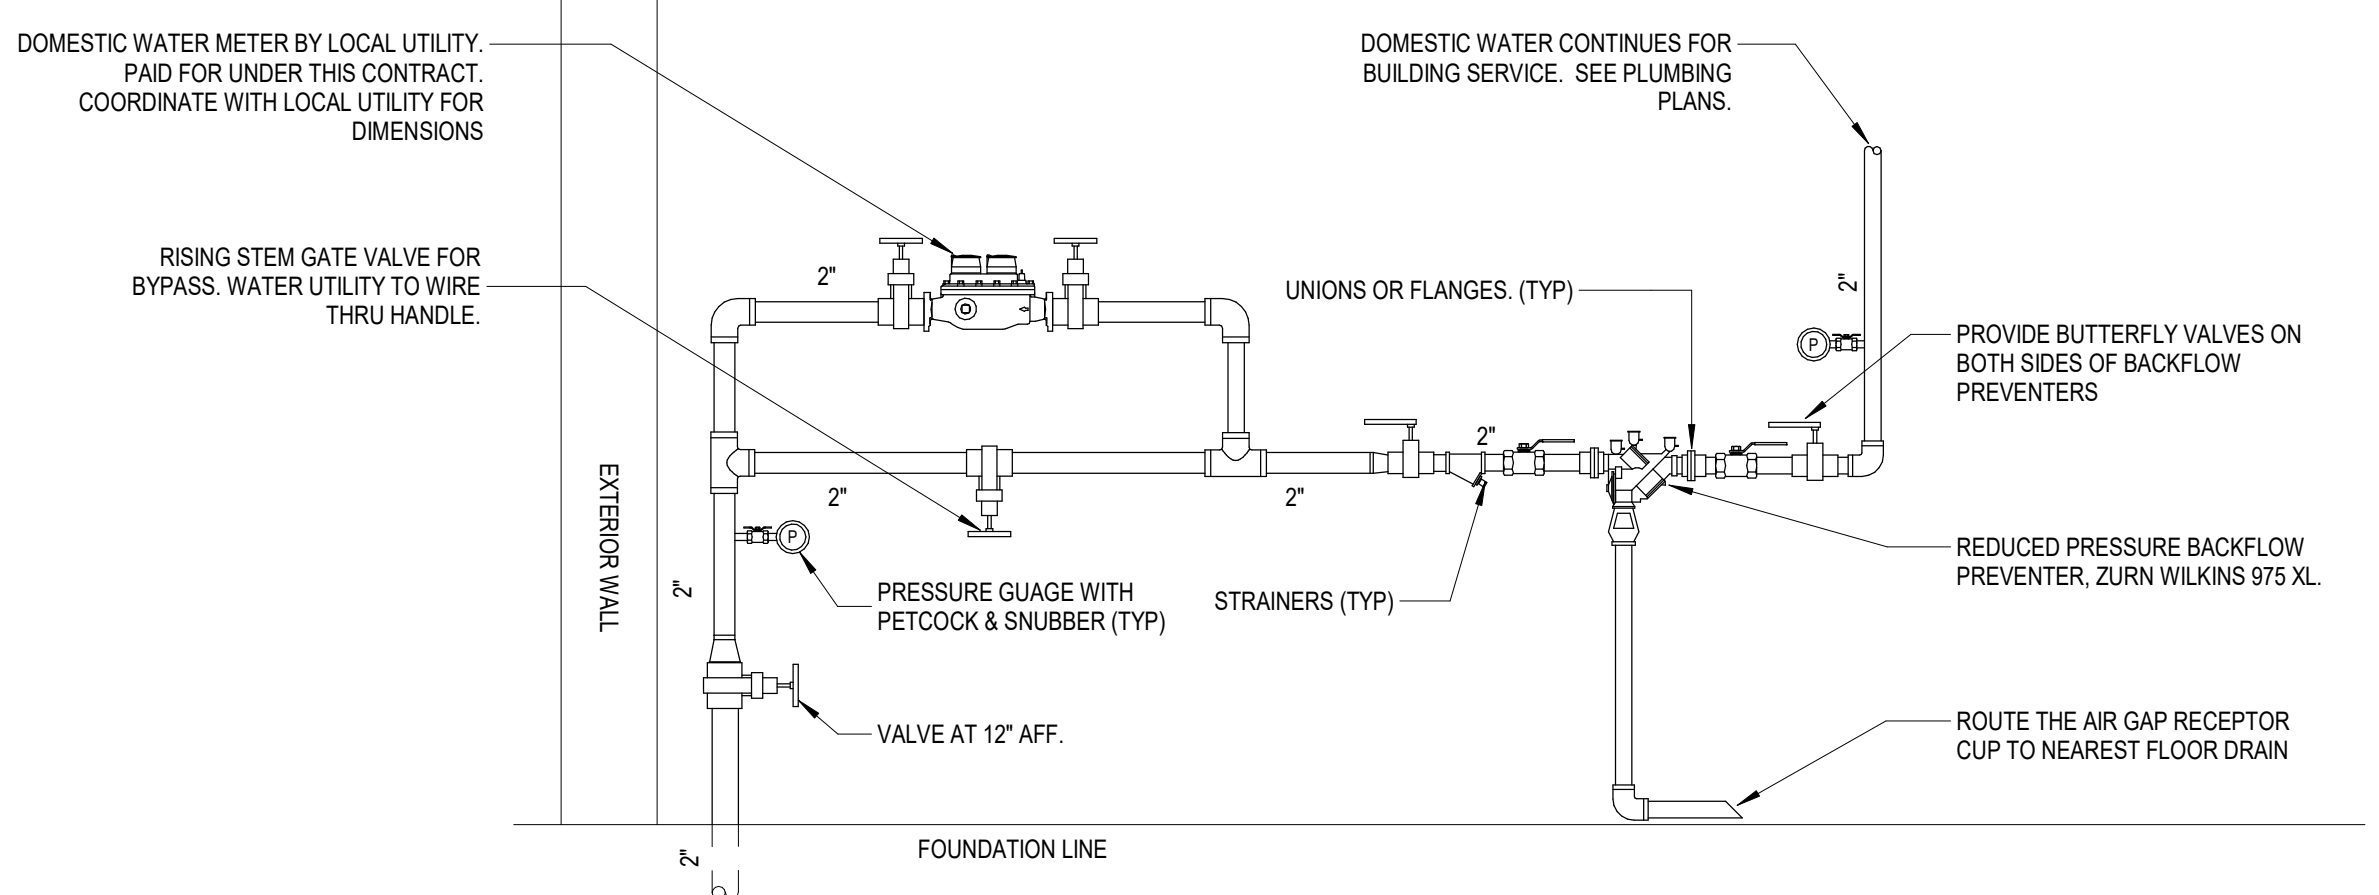 DOMESTIC WATER METER BY LOCAL UTILITY.
PAID FOR UNDER THIS CONTRACT.
COORDINATE WITH LOCAL UTILITY FOR
DIMENSIONS
DOMESTIC WATER CONTINUES FOR
BUILDING SERVICE. SEE PLUMBING
PLANS.
RISING STEM GATE VALVE FOR
BYPASS. WATER UTILITY TO WIRE
THRU HANDLE.
2"
UNIONS OR FLANGES. (TYP)
2"
P
PROVIDE BUTTERFLY VALVES ON
BOTH SIDES OF BACKFLOW
PREVENTERS
2"
2"
2"
EXTERIOR WALL
P
2"
PRESSURE GUAGE WITH
PETCOCK & SNUBBER (TYP)
STRAINERS (TYP)
REDUCED PRESSURE BACKFLOW
PREVENTER, ZURN WILKINS 975 XL.
VALVE AT 12" AFF.
ROUTE THE AIR GAP RECEPTOR
CUP TO NEAREST FLOOR DRAIN
2"
FOUNDATION LINE